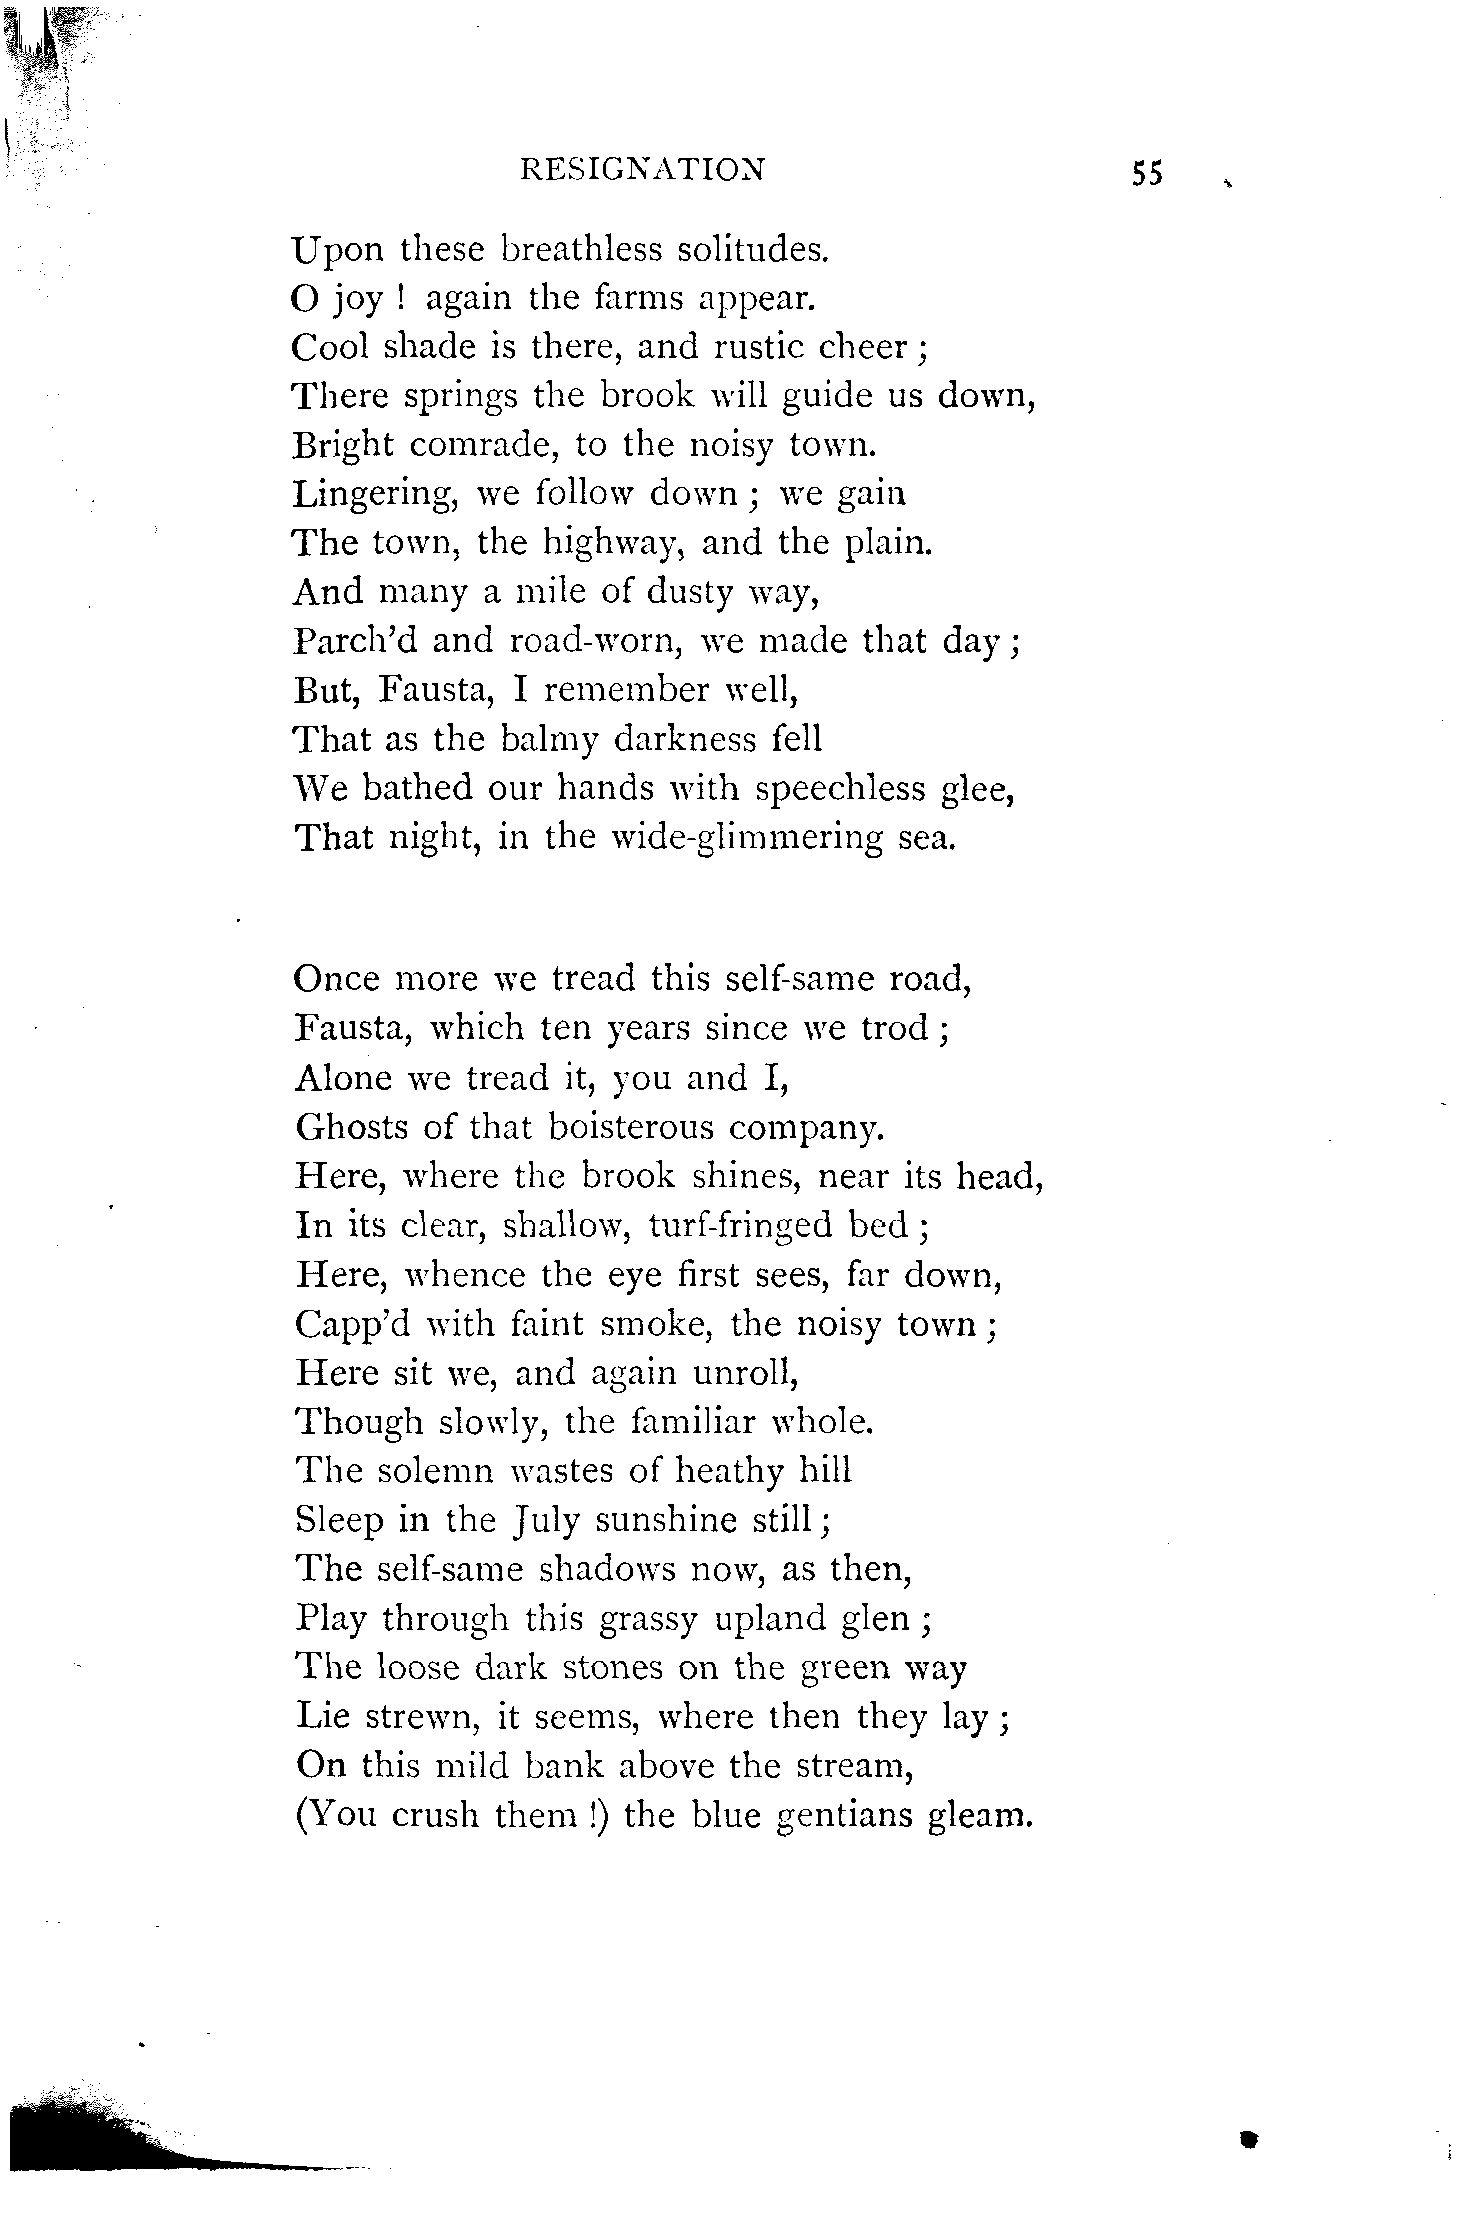 RESIGNATION 55
Upon these breathless solitudes.
O joy ! again the farms appear.
Cool shade is there, and rustic cheer ;
There springs the brook will guide us down,
Bright comrade, to the noisy town.
Lingering, we follow down ; we gain
The town, the highway, and the plain.
And many a mile of dusty way,
Parch'd and road-worn, we made that day ;
But, Fausta, I remember well,
That as the balmy darkness fell
We bathed our hands with speechless glee,
That night, in the wide-glimmering sea.
Once more we tread this self-same road,
Fausta, which ten years since we trod ;
Alone we tread it, you and I,
Ghosts of that boisterous company.
Here, where the brook shines, near its head,
In its clear, shallow, turf-fringed bed ;
Here, whence the eye first sees, far down,
Capp'd with faint smoke, the noisy town ;
Here sit we, and again unroll,
Though slowly, the familiar whole.
The solemn wastes of heathy hill
Sleep in the July sunshine still ;
The self-same shadows now, as then,
Play through this grassy upland glen ;
The loose dark stones on the green way
Lie strewn, it seems, where then they lay ;
On this mild bank above the stream,
(You crush them !) the blue gentians gleam.